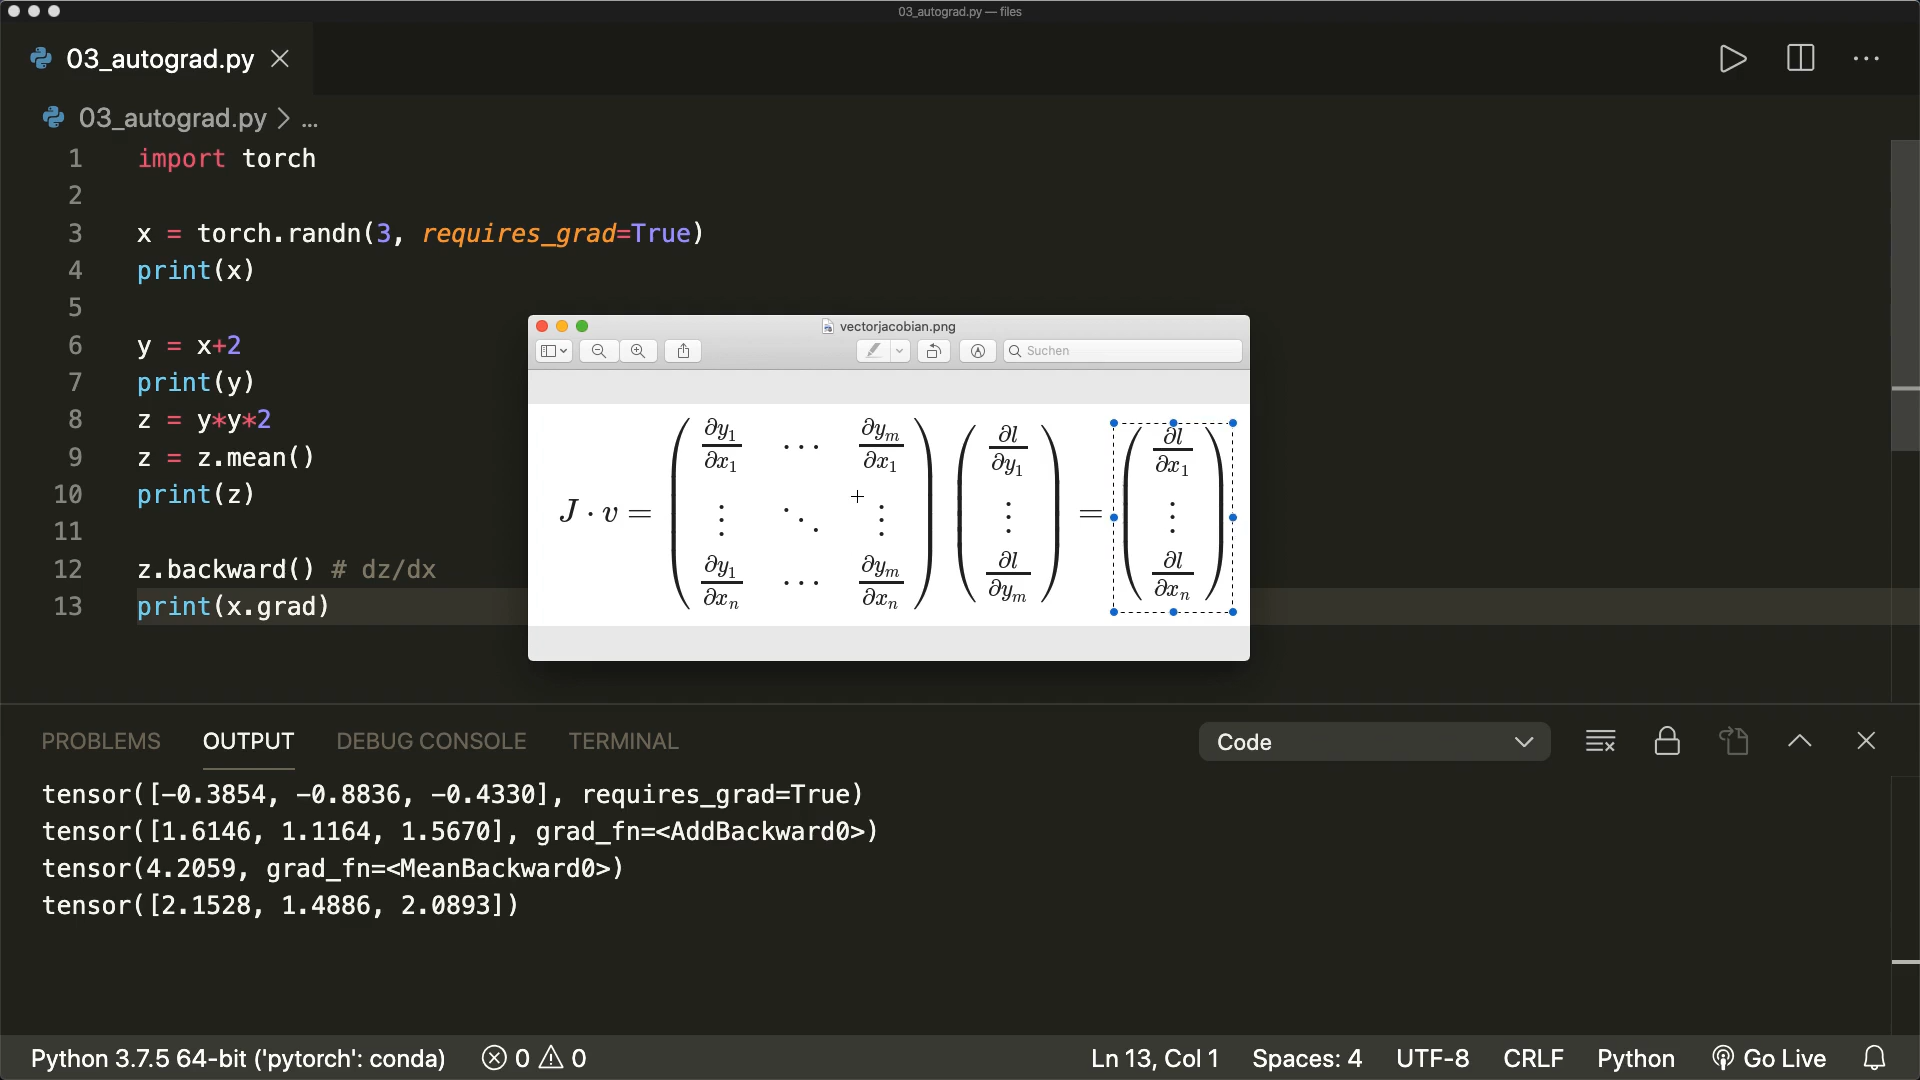 03_autograd.py — files
03_autograd.py
03_autograd.py > ...
1 import torch
2
3 x = torch.randn(3, requires_grad=True)
4 print(x)
5
6 y = x+2
7 print(y)
8 z = y*y*2
9 z = z.mean()
10 print(z)
11
12 z.backward() # dz/dx
13 print(x.grad)
vectorjacobian.png
Suchen
J · v = ( ∂y₁/∂x₁ ⋯ ∂yₘ/∂x₁ ⋮ ⋱ ⋮ ∂y₁/∂xₙ ⋯ ∂yₘ/∂xₙ ) ( ∂l/∂y₁ ⋮ ∂l/∂yₘ ) = ( ∂l/∂x₁ ⋮ ∂l/∂xₙ )
PROBLEMS OUTPUT DEBUG CONSOLE TERMINAL Code
tensor([-0.3854, -0.8836, -0.4330], requires_grad=True)
tensor([1.6146, 1.1164, 1.5670], grad_fn=<AddBackward0>)
tensor(4.2059, grad_fn=<MeanBackward0>)
tensor([2.1528, 1.4886, 2.0893])
Python 3.7.5 64-bit ('pytorch': conda) 0 0 Ln 13, Col 1 Spaces: 4 UTF-8 CRLF Python Go Live